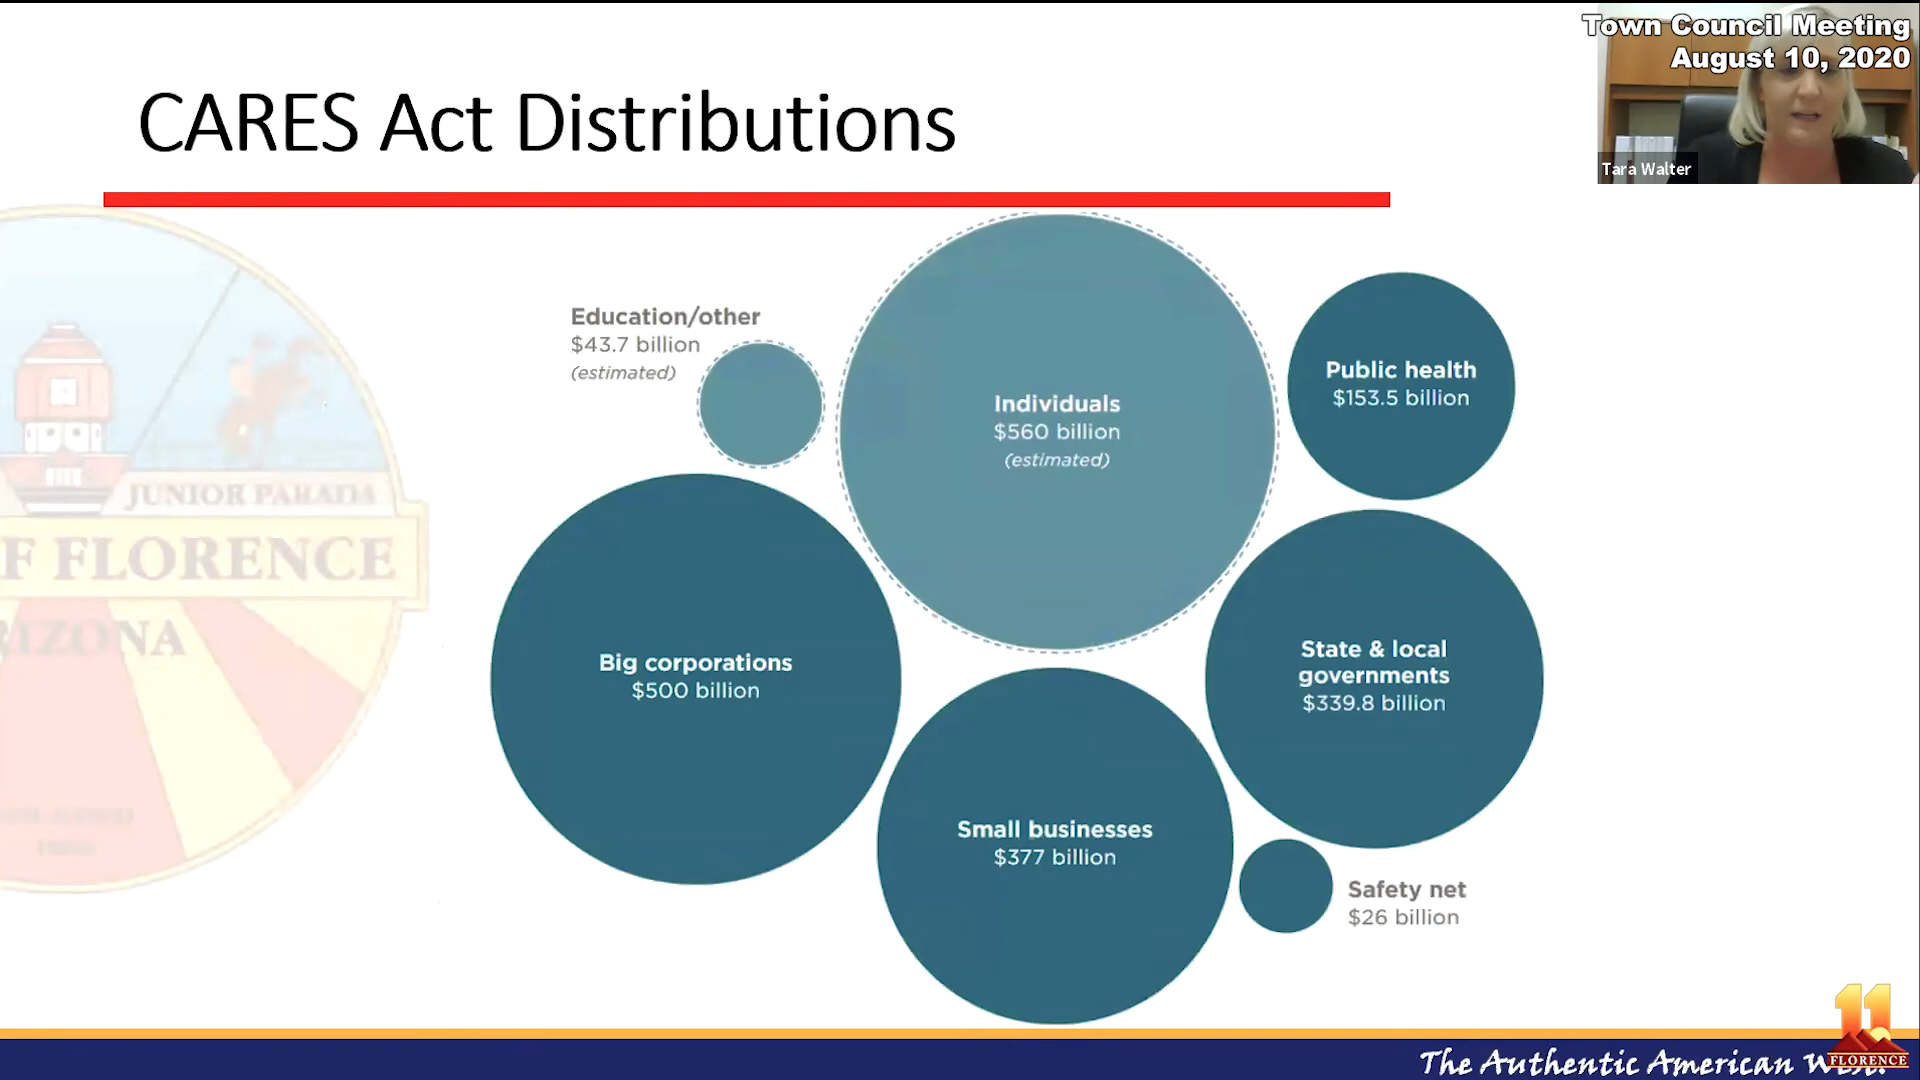 Town Council Meeting
August 10, 2020
Tara Walter
CARES Act Distributions
Education/other
$43.7 billion
(estimated)
Individuals
$560 billion
(estimated)
Public health
$153.5 billion
Big corporations
$500 billion
State & local
governments
$339.8 billion
Small businesses
$377 billion
Safety net
$26 billion
JUNIOR PARADA
F FLORENCE
RIZONA
The Authentic American
11
FLORENCE